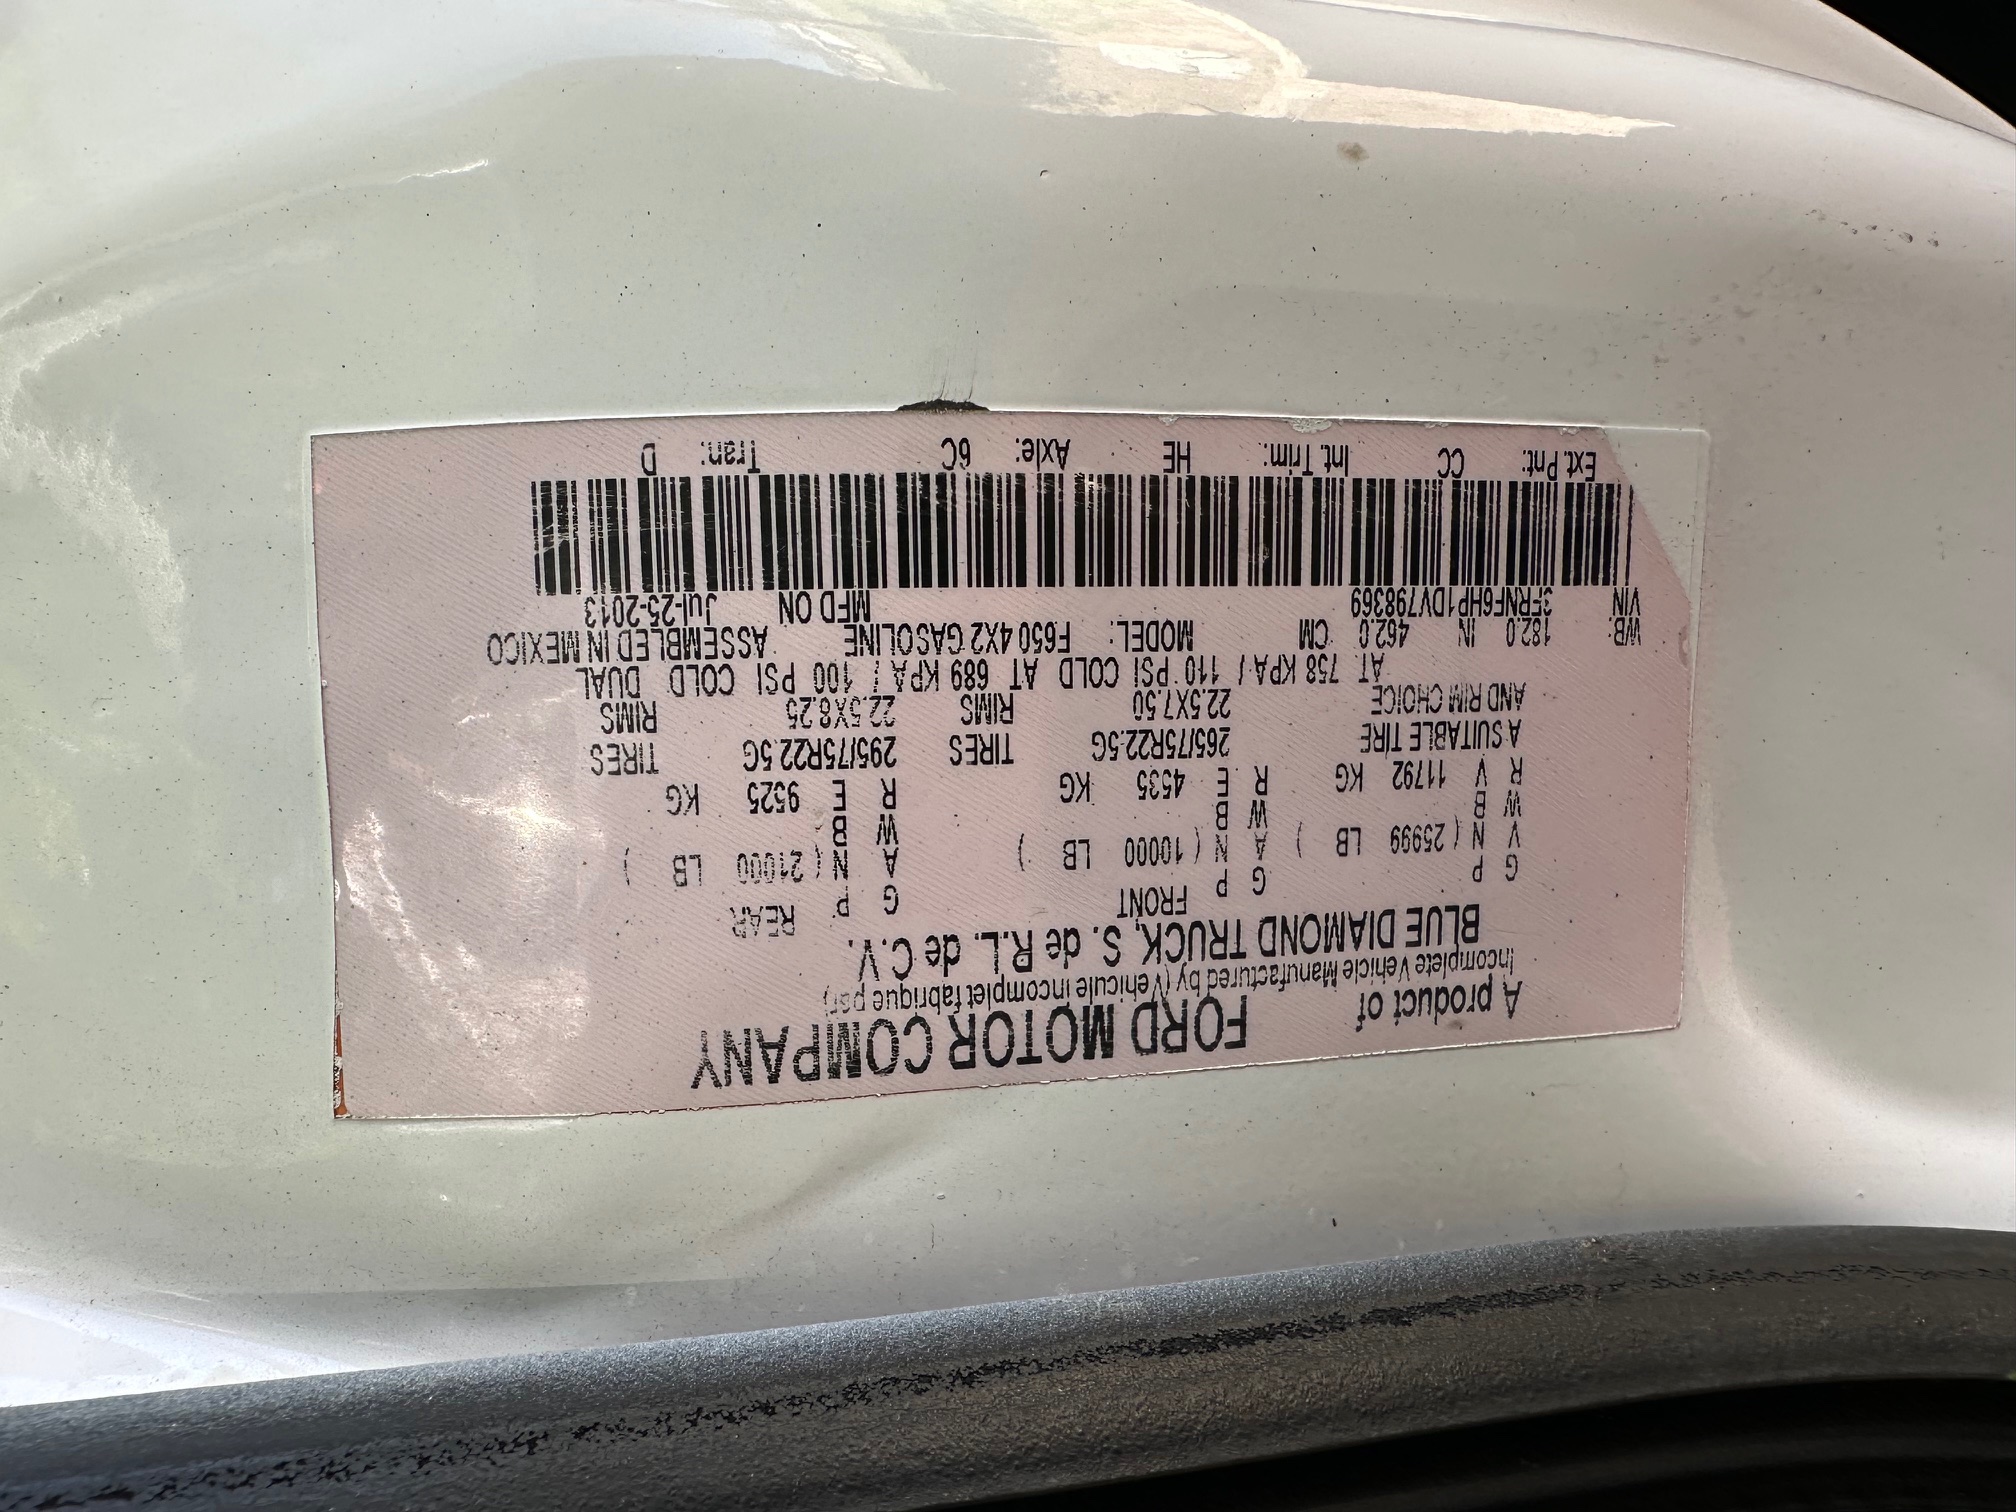 A product of FORD MOTOR COMPANY
Incomplete Vehicle Manufactured by (Vehicule incomplet fabrique par)
BLUE DIAMOND TRUCK, S. de R.L. de C.V.
FRONT REAR
G P G P G P
V N ( 25999 LB ) A N ( 10000 LB ) A N ( 21000 LB )
W B W B W B
R V 11792 KG R E 4535 KG R E 9525 KG
A SUITABLE TIRE 265/75R22.5G TIRES 295/75R22.5G TIRES
AND RIM CHOICE 22.5X7.50 RIMS 22.5X8.25 RIMS
AT 758 KPA / 110 PSI COLD AT 689 KPA / 100 PSI COLD DUAL
WB: 182.0 IN 462.0 CM MODEL: F650 4X2 GASOLINE ASSEMBLED IN MEXICO
VIN 3FRNF6HP1DV798369 MFD ON Jul-25-2013
Ext. Pnt: CC Int. Trim: HE Axle: 6C Tran: D